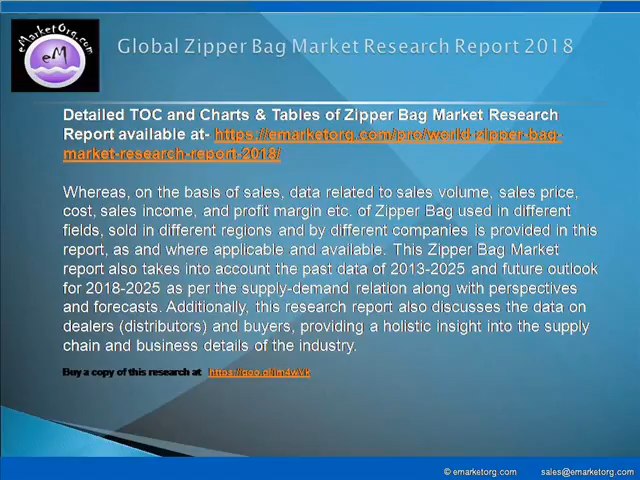 eMarketOrg.com
eM
Global Zipper Bag Market Research Report 2018
Detailed TOC and Charts & Tables of Zipper Bag Market Research
Report available at- https://emarketorg.com/pro/world-zipper-bag-
market-research-report-2018/
Whereas, on the basis of sales, data related to sales volume, sales price,
cost, sales income, and profit margin etc. of Zipper Bag used in different
fields, sold in different regions and by different companies is provided in this
report, as and where applicable and available. This Zipper Bag Market
report also takes into account the past data of 2013-2025 and future outlook
for 2018-2025 as per the supply-demand relation along with perspectives
and forecasts. Additionally, this research report also discusses the data on
dealers (distributors) and buyers, providing a holistic insight into the supply
chain and business details of the industry.
Buy a copy of this research at
© emarketorg.com sales@emarketorg.com